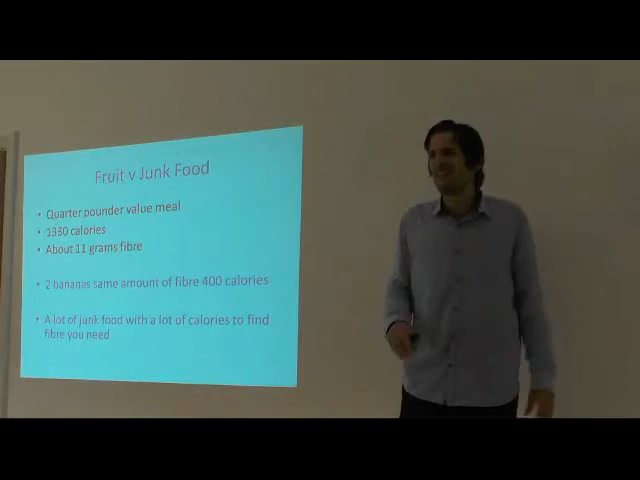 Fruit v Junk Food
• Quarter pounder value meal
• 1330 calories
• About 11 grams fibre
• 2 bananas same amount of fibre 400 calories
• A lot of junk food with a lot of calories to find
fibre you need